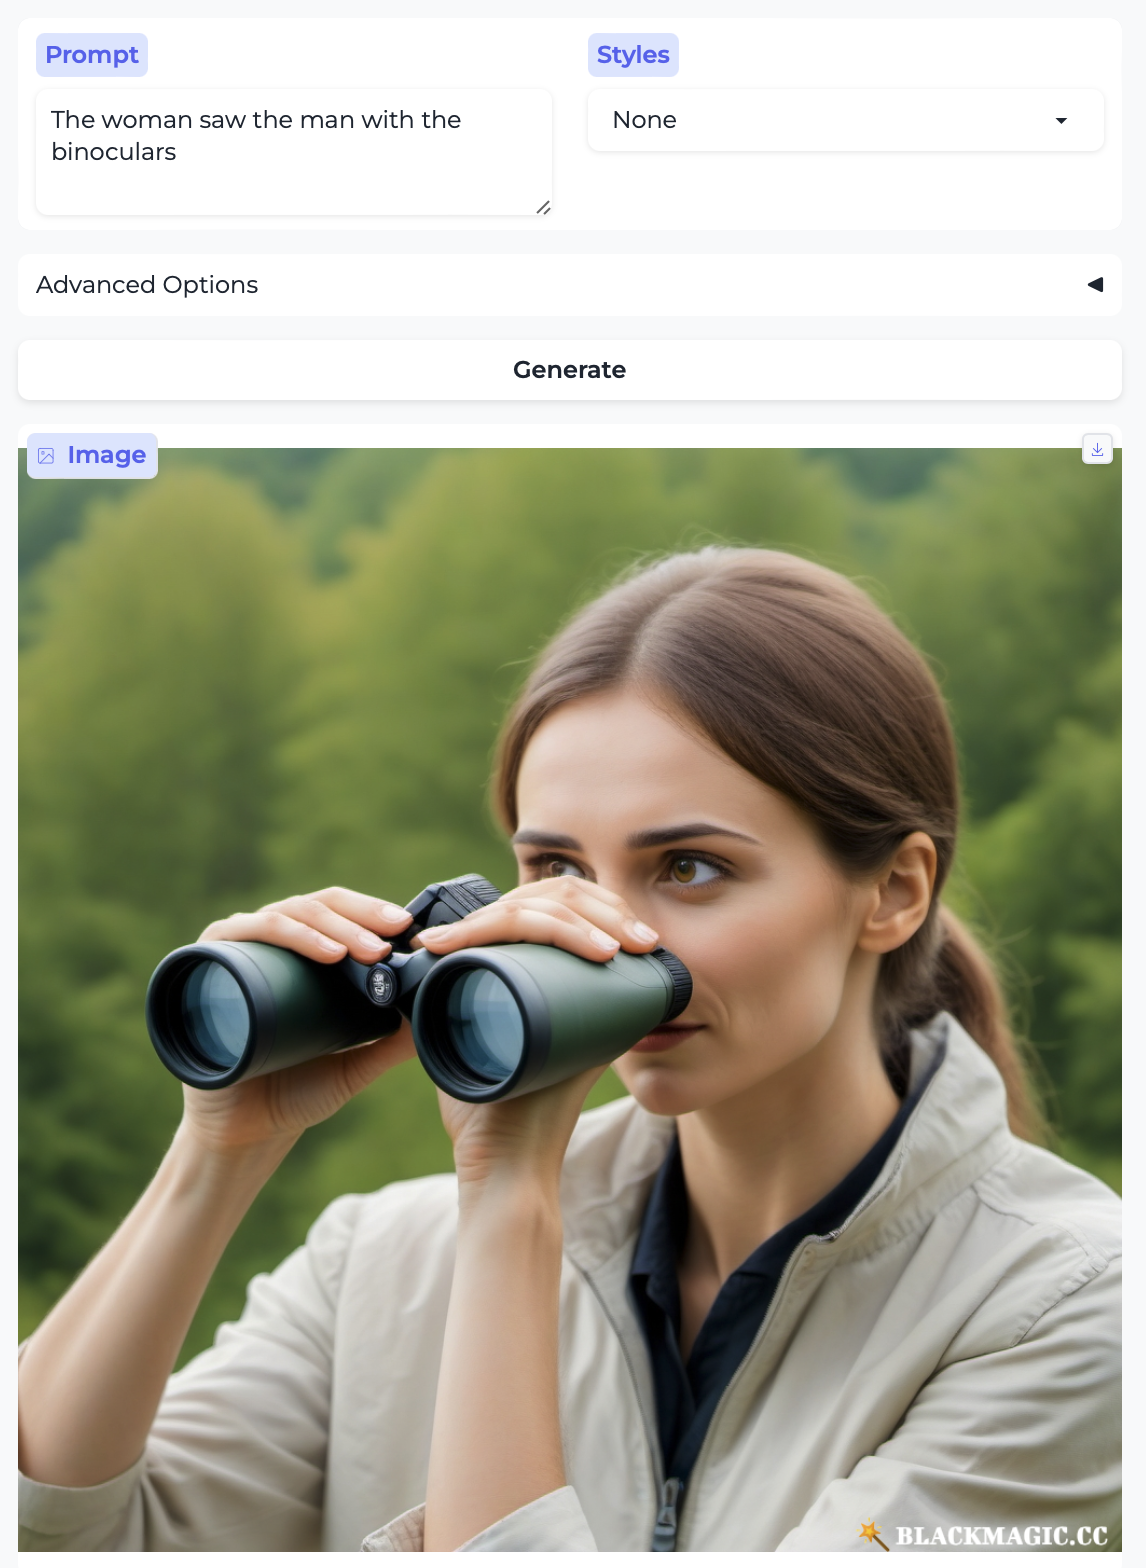 Prompt
The woman saw the man with the
binoculars
Styles
None
Advanced Options
Generate
Image
BLACKMAGIC.CC